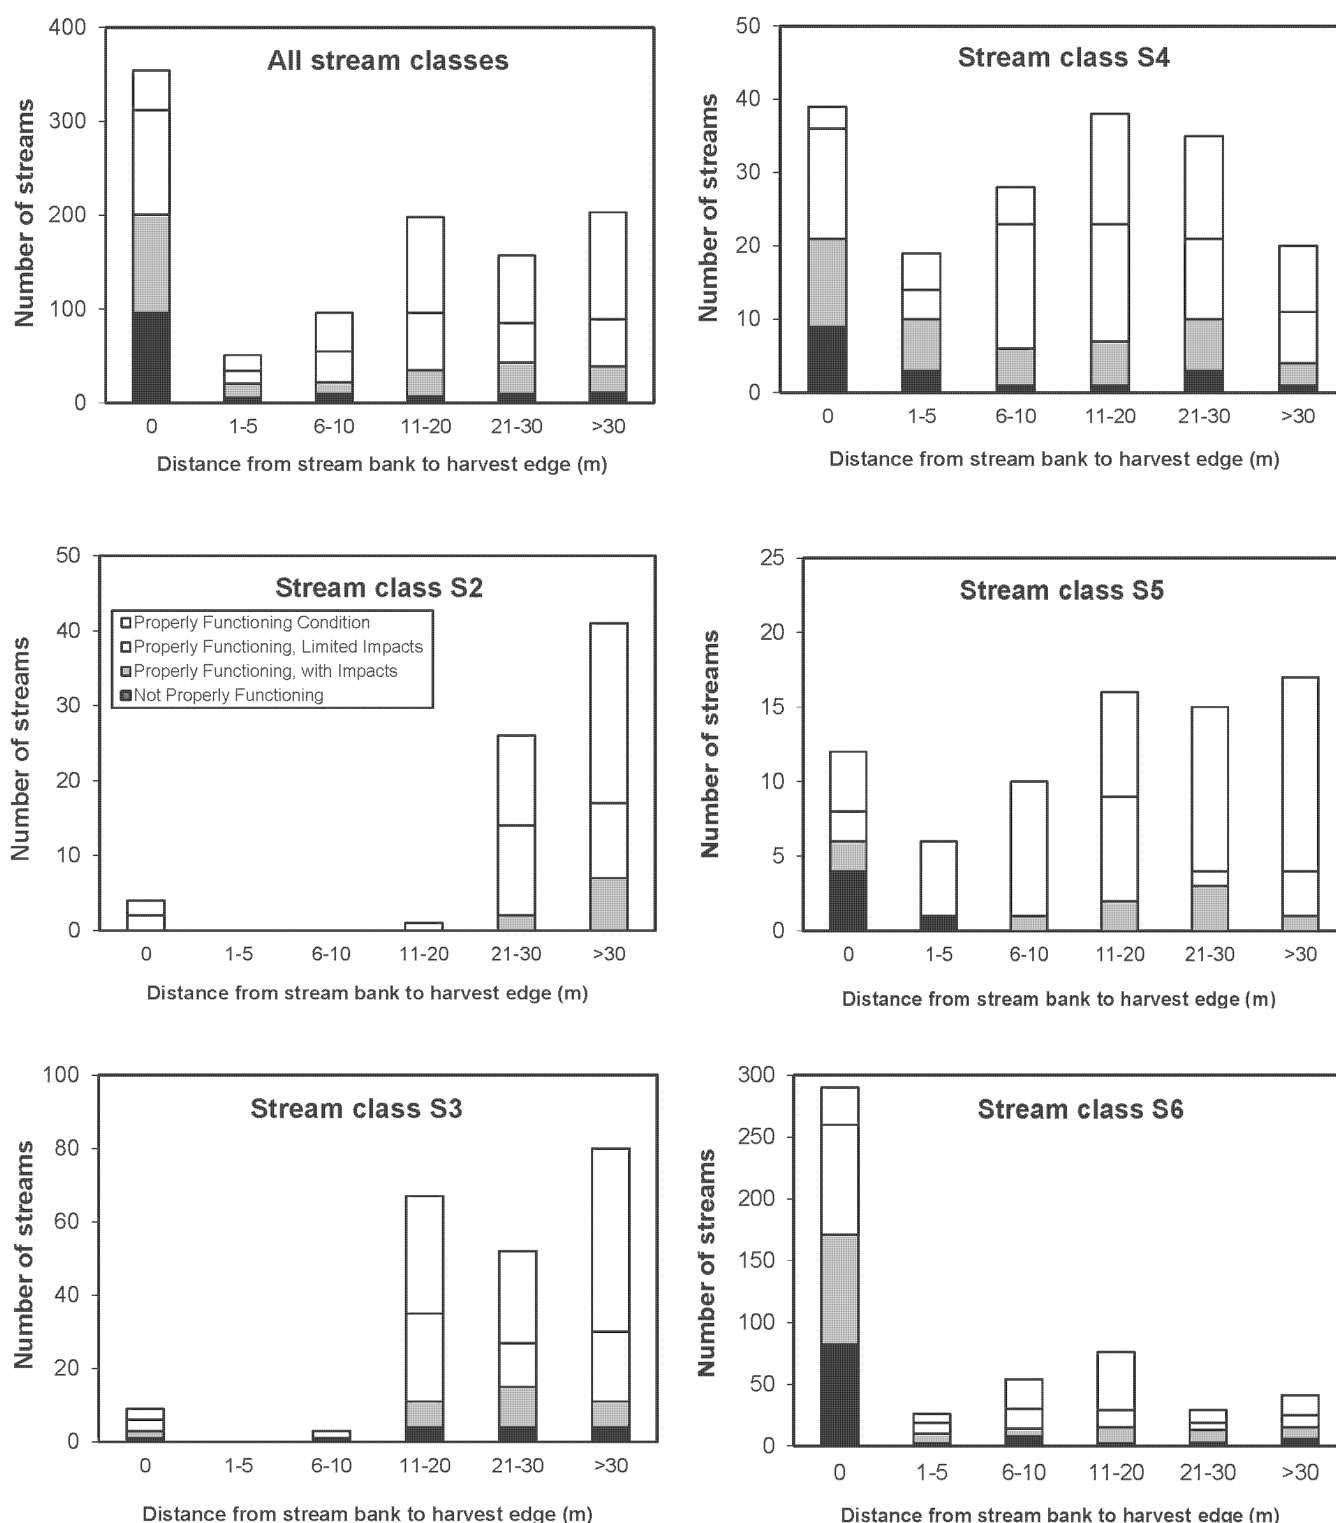 All stream classes
Number of streams
400
300
200
100
0
0 1-5 6-10 11-20 21-30 >30
Distance from stream bank to harvest edge (m)
Stream class S4
Number of streams
50
40
30
20
10
0
0 1-5 6-10 11-20 21-30 >30
Distance from stream bank to harvest edge (m)
Stream class S2
Properly Functioning Condition
Properly Functioning, Limited Impacts
Properly Functioning, with Impacts
Not Properly Functioning
Number of streams
50
40
30
20
10
0
0 1-5 6-10 11-20 21-30 >30
Distance from stream bank to harvest edge (m)
Stream class S5
Number of streams
25
20
15
10
5
0
0 1-5 6-10 11-20 21-30 >30
Distance from stream bank to harvest edge (m)
Stream class S3
Number of streams
100
80
60
40
20
0
0 1-5 6-10 11-20 21-30 >30
Distance from stream bank to harvest edge (m)
Stream class S6
Number of streams
300
250
200
150
100
50
0
0 1-5 6-10 11-20 21-30 >30
Distance from stream bank to harvest edge (m)